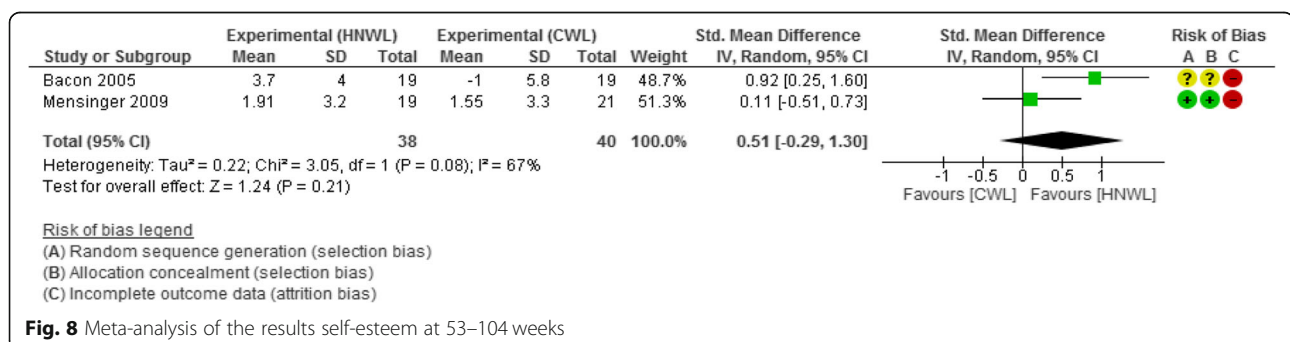 Experimental (HNWL) Experimental (CWL) Std. Mean Difference Std. Mean Difference Risk of Bias
Study or Subgroup Mean SD Total Mean SD Total Weight IV, Random, 95% CI IV, Random, 95% CI A B C
Bacon 2005 3.7 4 19 -1 5.8 19 48.7% 0.92 [0.25, 1.60] ? ? -
Mensinger 2009 1.91 3.2 19 1.55 3.3 21 51.3% 0.11 [-0.51, 0.73] + + -
Total (95% CI) 38 40 100.0% 0.51 [-0.29, 1.30]
Heterogeneity: Tau² = 0.22; Chi² = 3.05, df = 1 (P = 0.08); I² = 67%
Test for overall effect: Z = 1.24 (P = 0.21)
-1 -0.5 0 0.5 1
Favours [CWL] Favours [HNWL]
Risk of bias legend
(A) Random sequence generation (selection bias)
(B) Allocation concealment (selection bias)
(C) Incomplete outcome data (attrition bias)
Fig. 8 Meta-analysis of the results self-esteem at 53–104 weeks